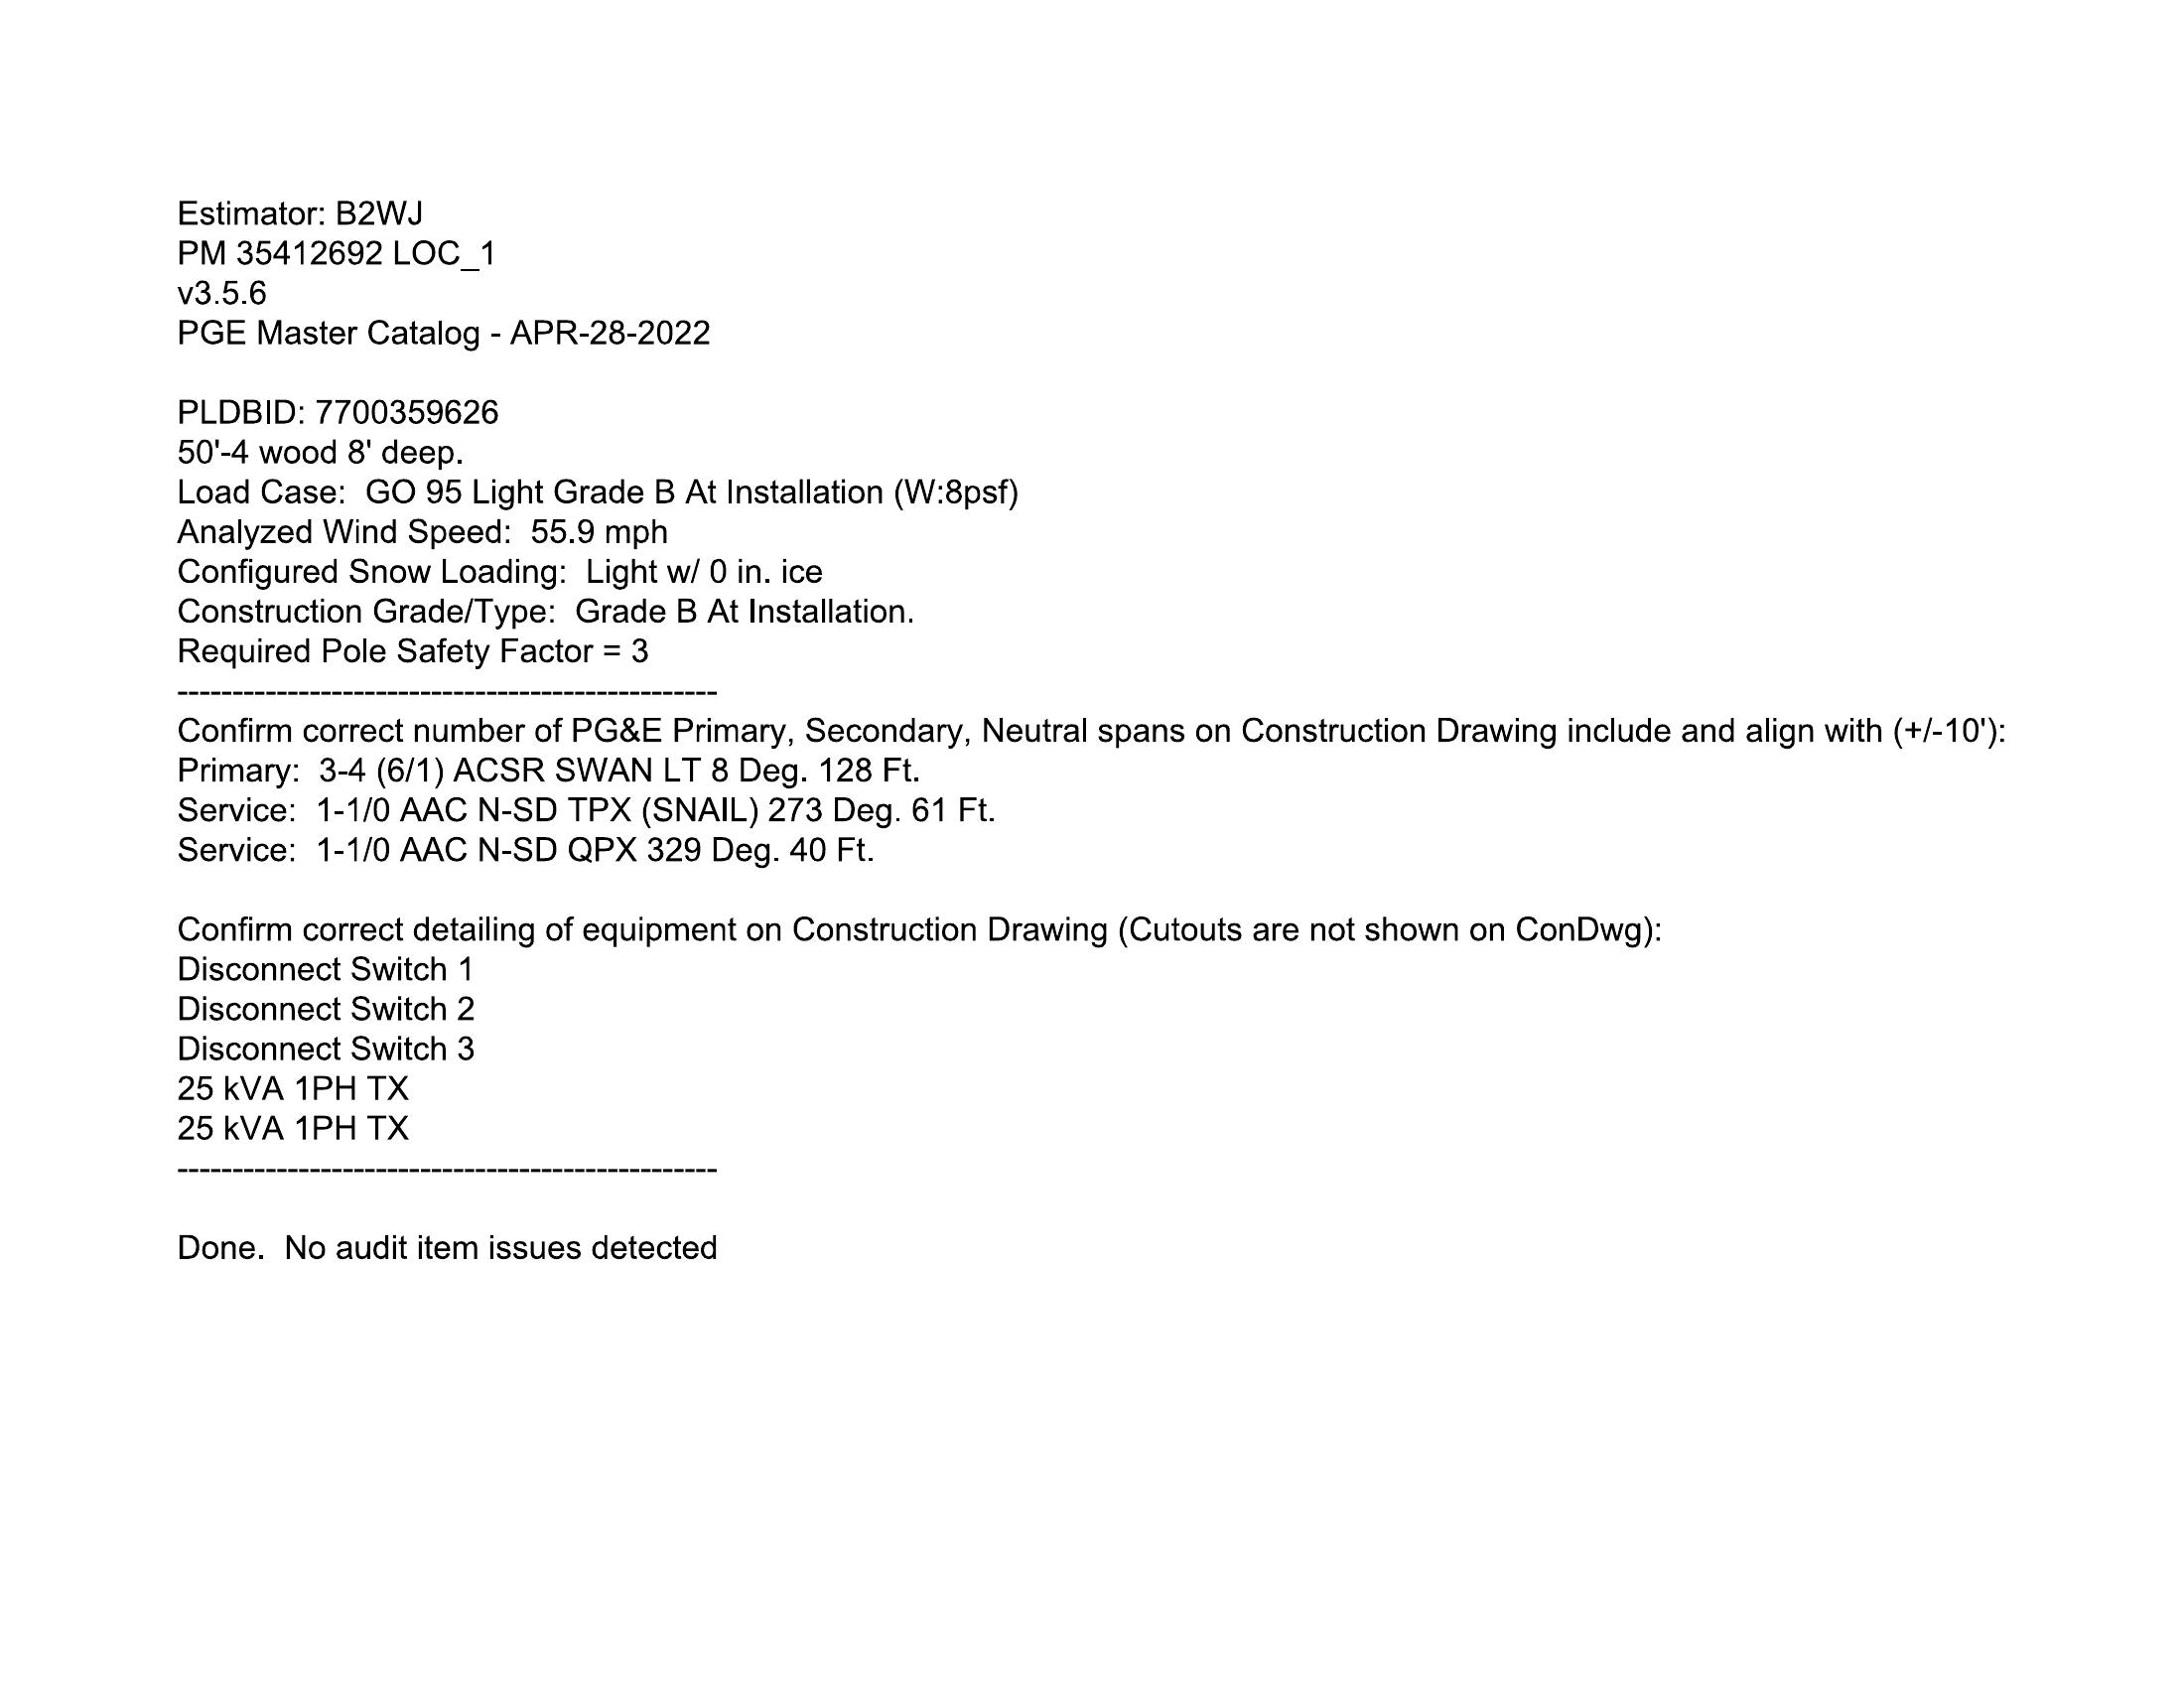 Estimator: B2WJ
PM 35412692 LOC_1
v3.5.6
PGE Master Catalog - APR-28-2022
PLDBID: 7700359626
50'-4 wood 8' deep.
Load Case:  GO 95 Light Grade B At Installation (W:8psf)
Analyzed Wind Speed:  55.9 mph
Configured Snow Loading:  Light w/ 0 in. ice
Construction Grade/Type:  Grade B At Installation.
Required Pole Safety Factor = 3
-------------------------------------------------
Confirm correct number of PG&E Primary, Secondary, Neutral spans on Construction Drawing include and align with (+/-10'):
Primary:  3-4 (6/1) ACSR SWAN LT 8 Deg. 128 Ft.
Service:  1-1/0 AAC N-SD TPX (SNAIL) 273 Deg. 61 Ft.
Service:  1-1/0 AAC N-SD QPX 329 Deg. 40 Ft.
Confirm correct detailing of equipment on Construction Drawing (Cutouts are not shown on ConDwg):
Disconnect Switch 1
Disconnect Switch 2
Disconnect Switch 3
25 kVA 1PH TX
25 kVA 1PH TX
-------------------------------------------------
Done.  No audit item issues detected